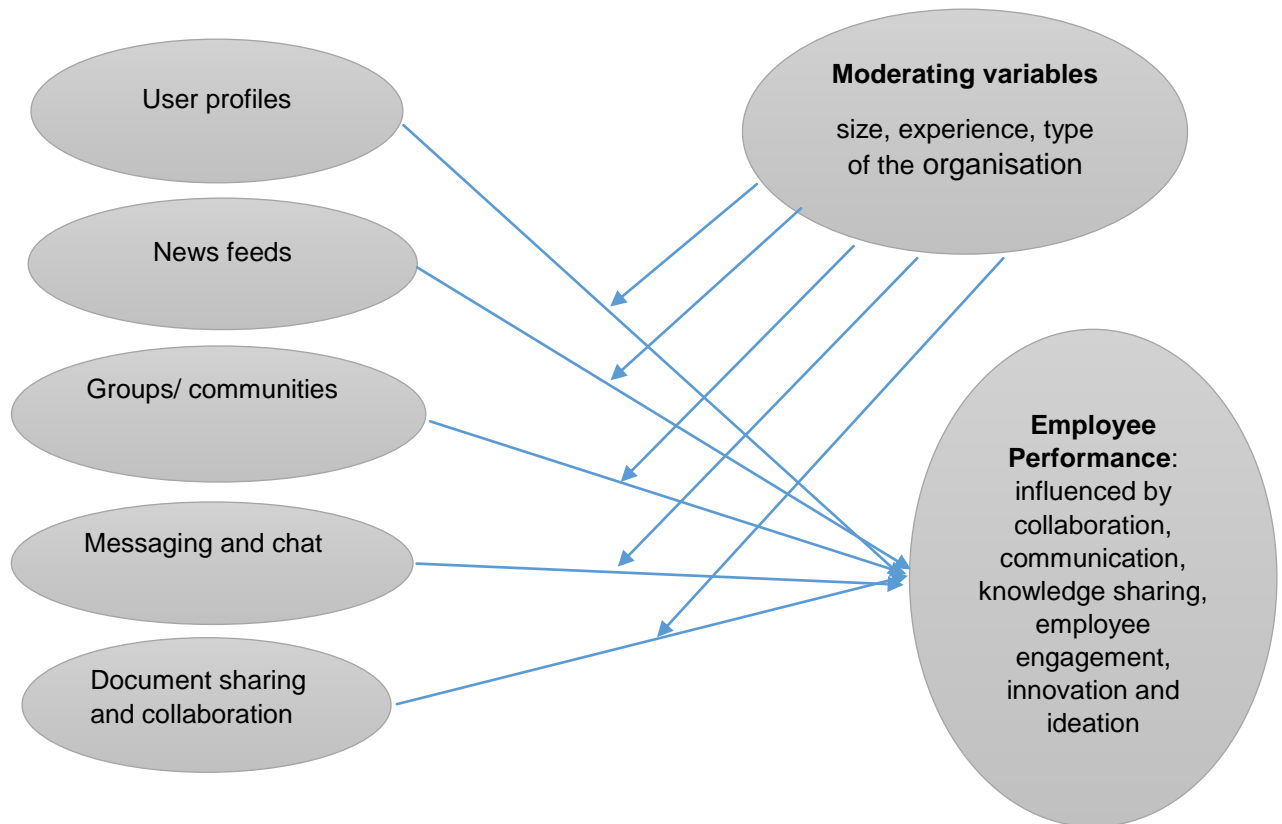 User profiles
News feeds
Groups/ communities
Messaging and chat
Document sharing
and collaboration
Moderating variables
size, experience, type
of the organisation
Employee
Performance:
influenced by
collaboration,
communication,
knowledge sharing,
employee
engagement,
innovation and
ideation